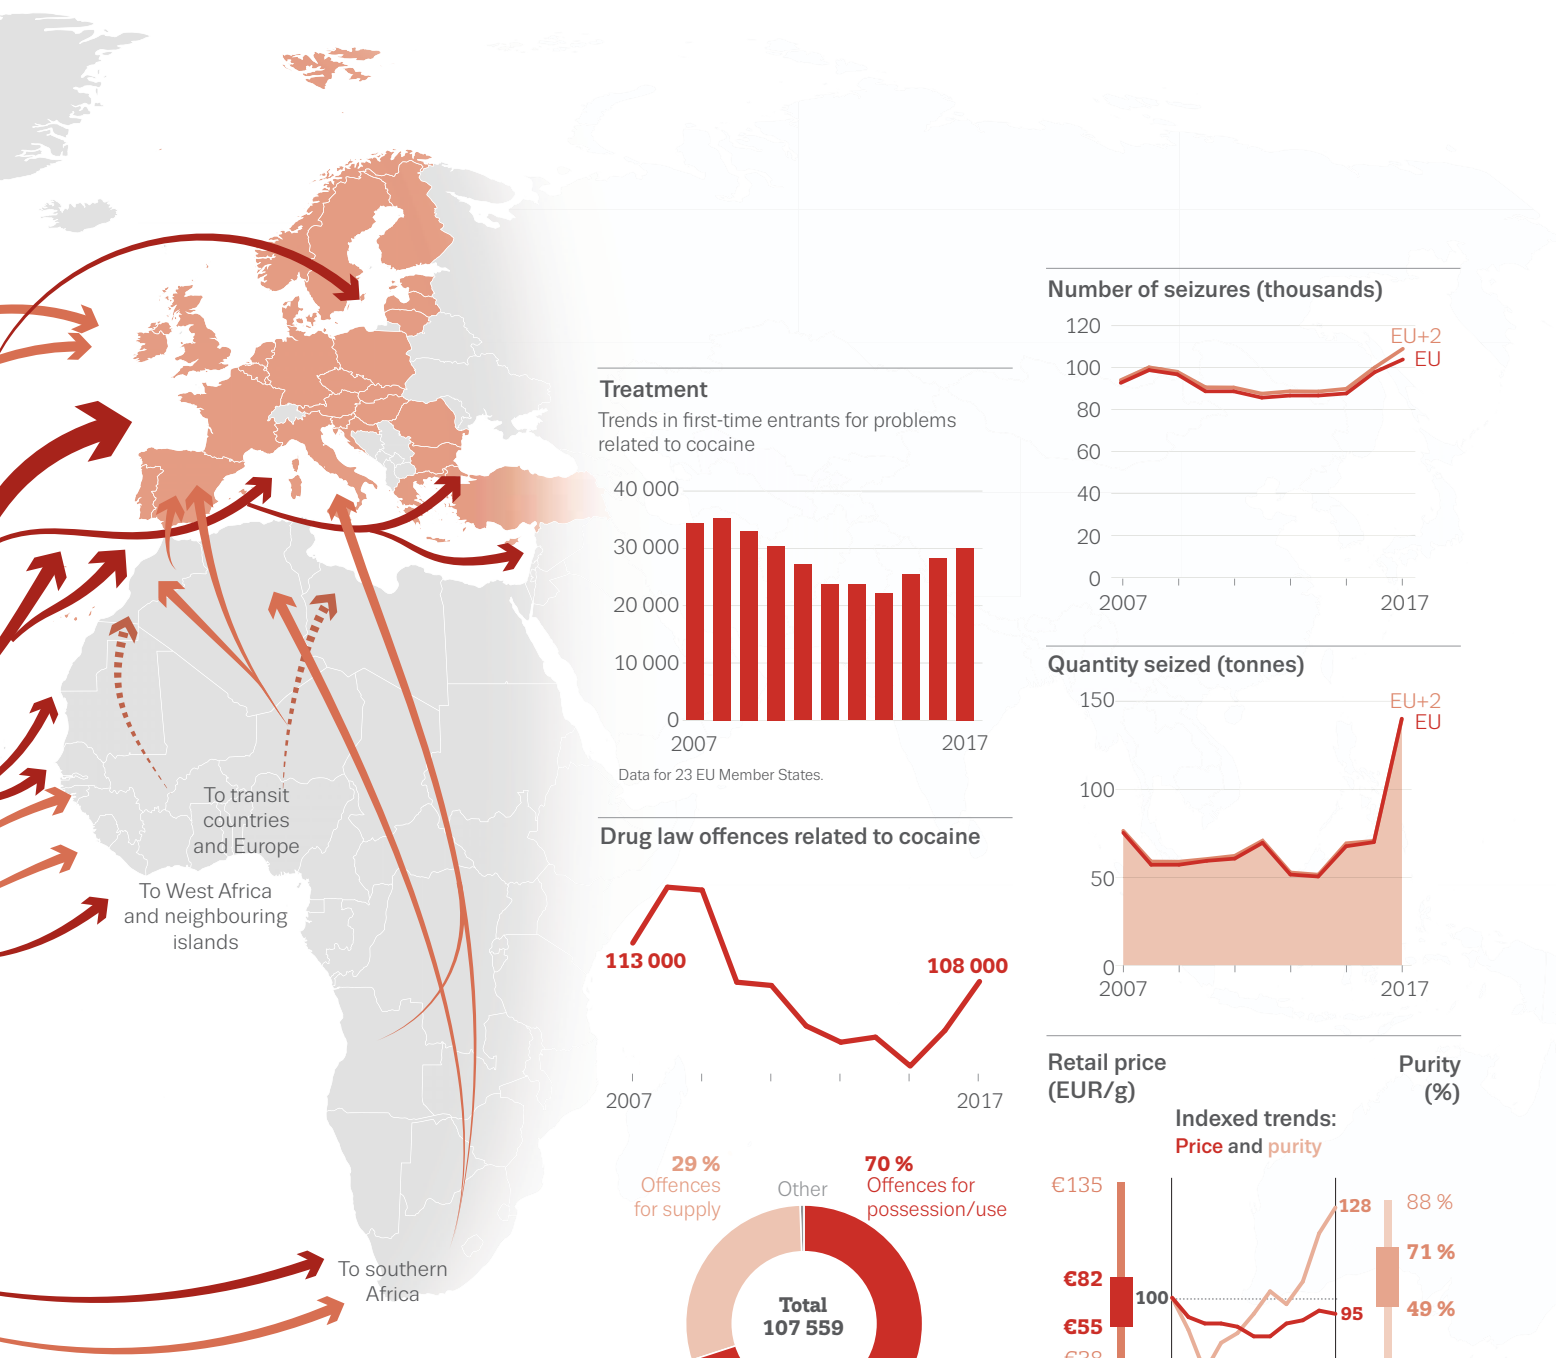 To transit
countries
and Europe
To West Africa
and neighbouring
islands
To southern
Africa
Treatment
Trends in first-time entrants for problems
related to cocaine
40 000
30 000
20 000
10 000
0
2007
2017
Data for 23 EU Member States.
Drug law offences related to cocaine
113 000
108 000
2007
2017
29 %
Offences
for supply
Other
70 %
Offences for
possession/use
Total
107 559
Number of seizures (thousands)
120
100
80
60
40
20
0
EU+2
EU
2007
2017
Quantity seized (tonnes)
150
100
50
0
EU+2
EU
2007
2017
Retail price
(EUR/g)
Purity
(%)
Indexed trends:
Price and purity
€135
€82
€55
€38
100
128
95
88 %
71 %
49 %